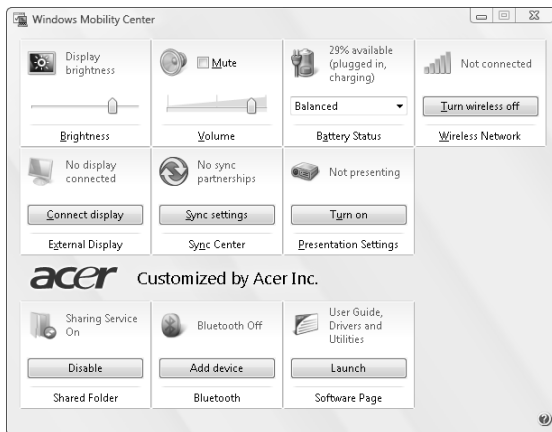 Windows Mobility Center
Display
brightness
Brightness
Mute
Volume
29% available
(plugged in,
charging)
Balanced
Battery Status
Not connected
Turn wireless off
Wireless Network
No display
connected
Connect display
External Display
No sync
partnerships
Sync settings
Sync Center
Not presenting
Turn on
Presentation Settings
acer Customized by Acer Inc.
Sharing Service
On
Disable
Shared Folder
Bluetooth Off
Add device
Bluetooth
User Guide,
Drivers and
Utilities
Launch
Software Page
?